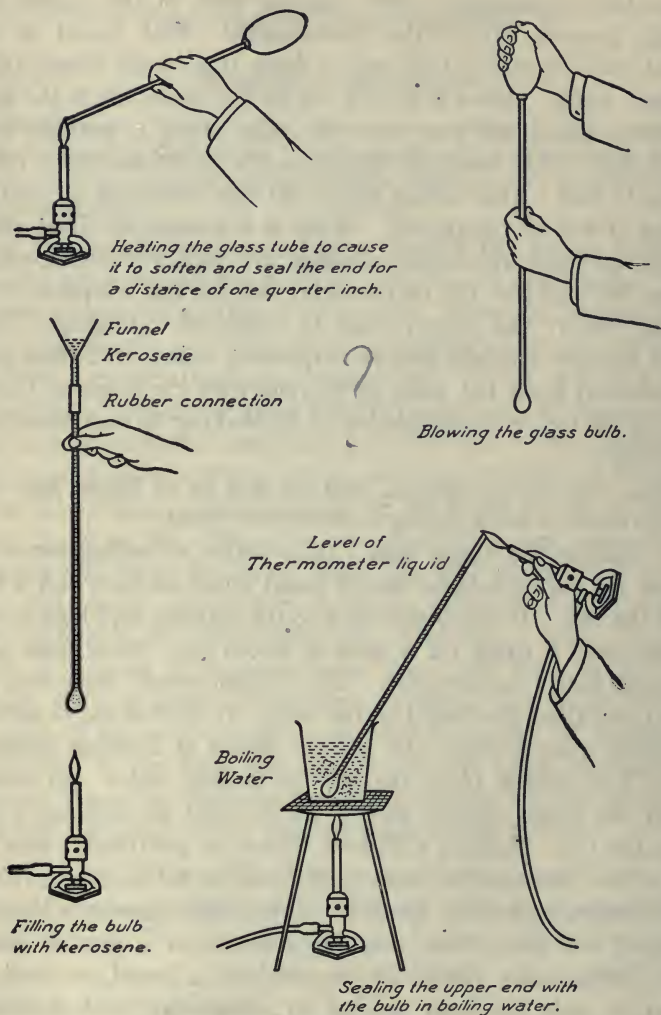 Heating the glass tube to cause
it to soften and seal the end for
a distance of one quarter inch.
Funnel
Kerosene
Rubber connection
?
Blowing the glass bulb.
Level of
Thermometer liquid
Boiling
Water
Filling the bulb
with kerosene.
Sealing the upper end with
the bulb in boiling water.